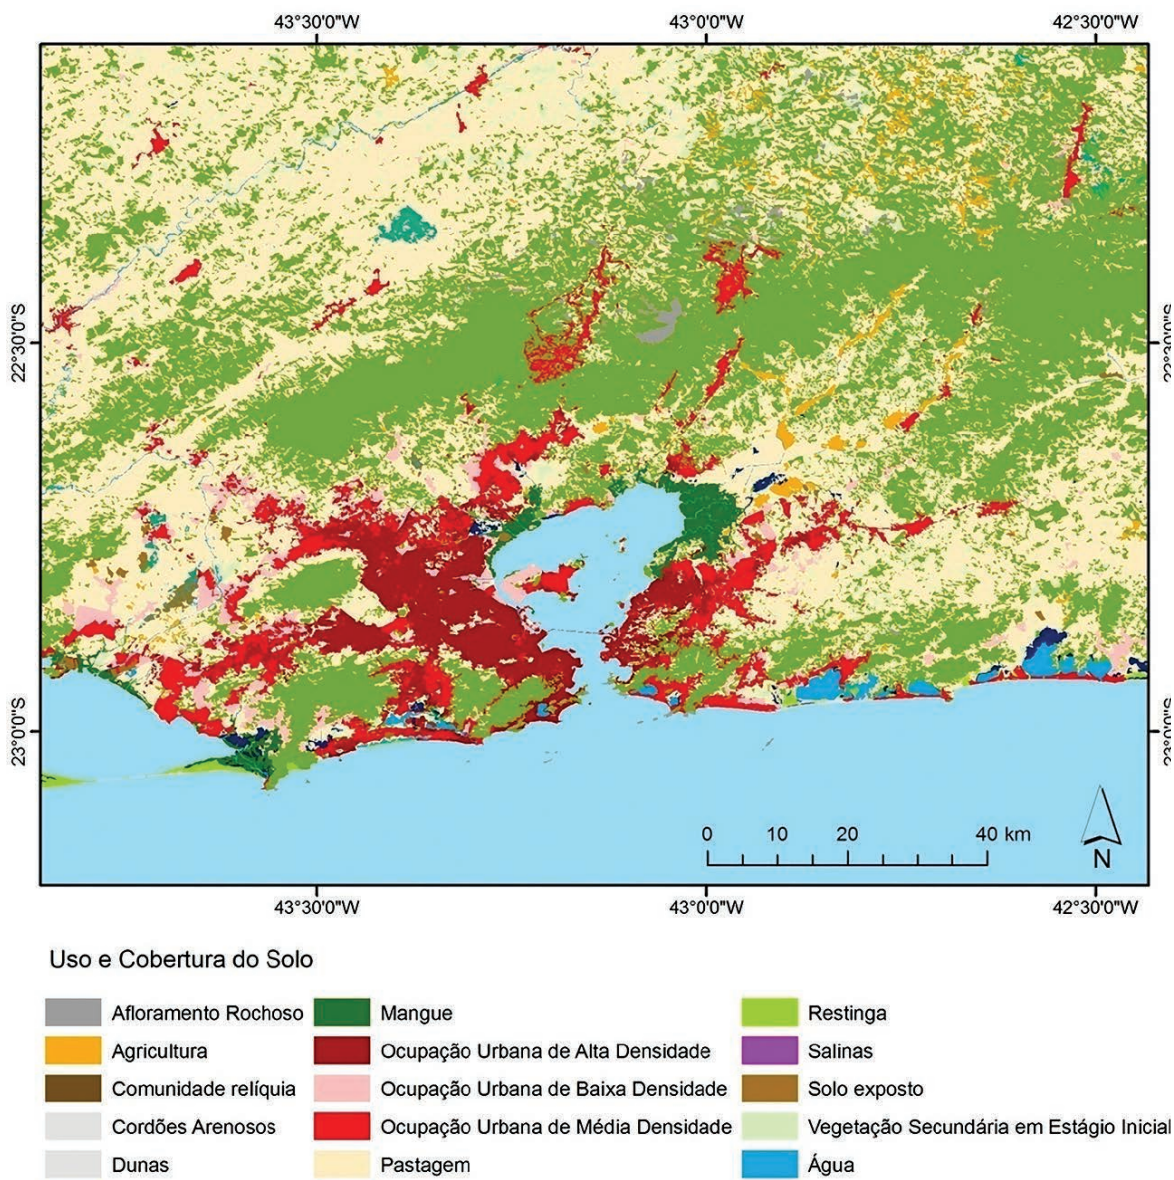 43°30'0"W 43°0'0"W 42°30'0"W
22°30'0"S 22°30'0"S
23°0'0"S 23°0'0"S
0 10 20 40 km
N
43°30'0"W 43°0'0"W 42°30'0"W
Uso e Cobertura do Solo
Afloramento Rochoso
Agricultura
Comunidade relíquia
Cordões Arenosos
Dunas
Mangue
Ocupação Urbana de Alta Densidade
Ocupação Urbana de Baixa Densidade
Ocupação Urbana de Média Densidade
Pastagem
Restinga
Salinas
Solo exposto
Vegetação Secundária em Estágio Inicial
Água